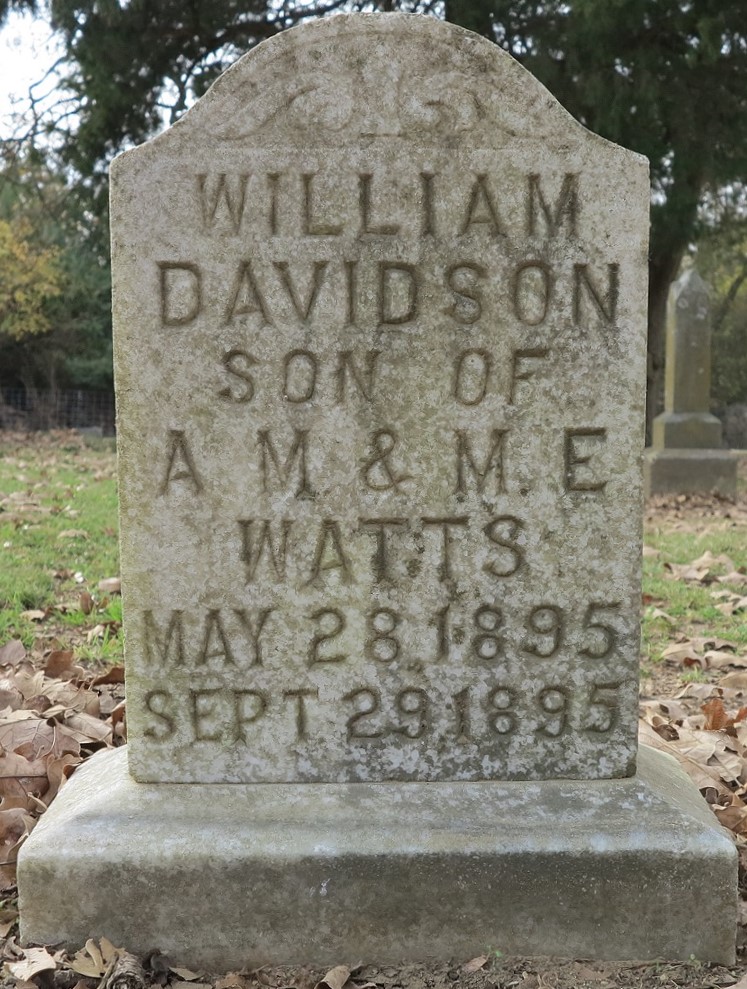 WILLIAM
DAVIDSON
SON OF
A M & M E
WATTS
MAY 28 1895
SEPT 29 1895